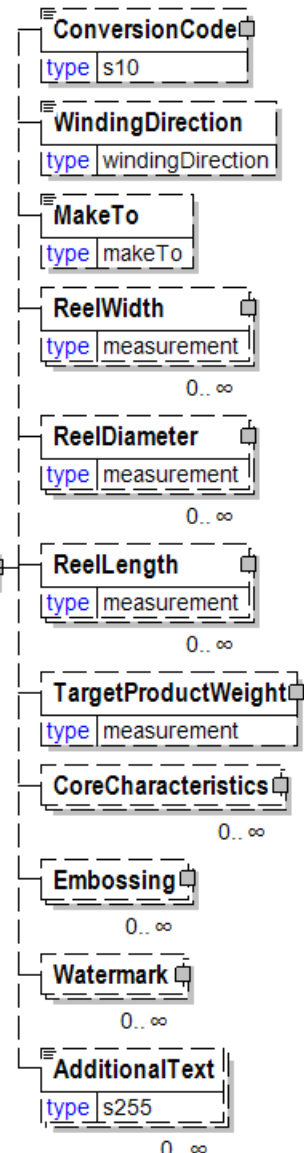 ConversionCode
type s10
WindingDirection
type windingDirection
MakeTo
type makeTo
ReelWidth
type measurement
0.. ∞
ReelDiameter
type measurement
0.. ∞
ReelLength
type measurement
0.. ∞
TargetProductWeight
type measurement
CoreCharacteristics
0.. ∞
Embossing
0.. ∞
Watermark
0.. ∞
AdditionalText
type s255
0.. ∞